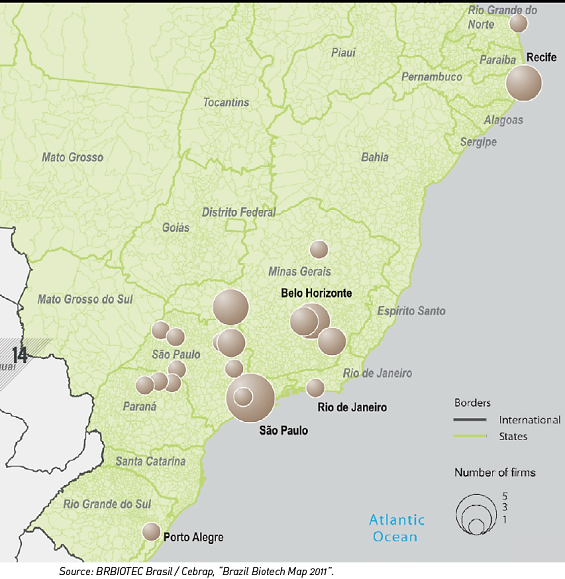 Rio Grande do
Norte
Recife
Piaui
Paraiba
Pernambuco
Tocantins
Alagoas
Sergipe
Mato Grosso
Bahia
Distrito Federal
Goiás
Minas Gerais
Mato Grosso do Sul
Belo Horizonte
Espírito Santo
14
São Paulo
Rio de Janeiro
Paraná
Rio de Janeiro
São Paulo
Borders
International
States
Santa Catarina
Number of firms
5
3
1
Rio Grande do Sul
Atlantic
Ocean
Porto Alegre
Source: BRBIOTEC Brasil / Cebrap, "Brazil Biotech Map 2011".